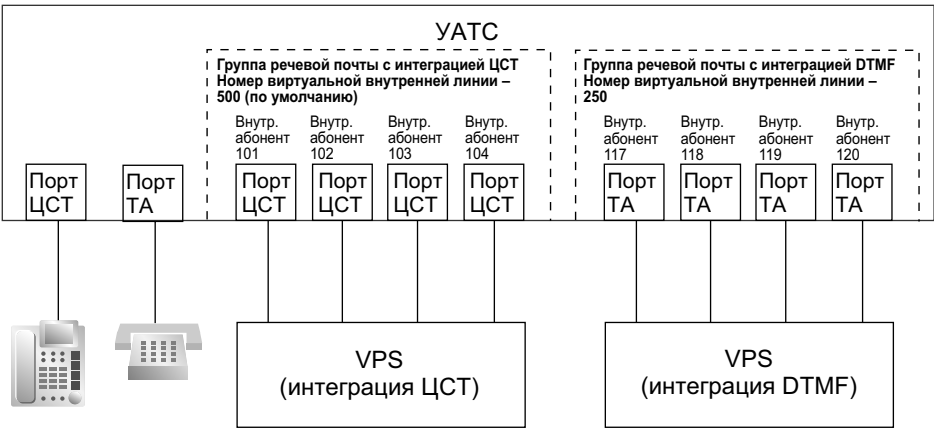 УАТС
Группа речевой почты с интеграцией ЦСТ
Номер виртуальной внутренней линии –
500 (по умолчанию)
Группа речевой почты с интеграцией DTMF
Номер виртуальной внутренней линии –
250
Внутр. Внутр. Внутр. Внутр.
абонент абонент абонент абонент
101 102 103 104
Внутр. Внутр. Внутр. Внутр.
абонент абонент абонент абонент
117 118 119 120
Порт Порт Порт Порт Порт Порт Порт Порт Порт Порт
ЦСТ ТА ЦСТ ЦСТ ЦСТ ЦСТ ТА ТА ТА ТА
VPS
(интеграция ЦСТ)
VPS
(интеграция DTMF)